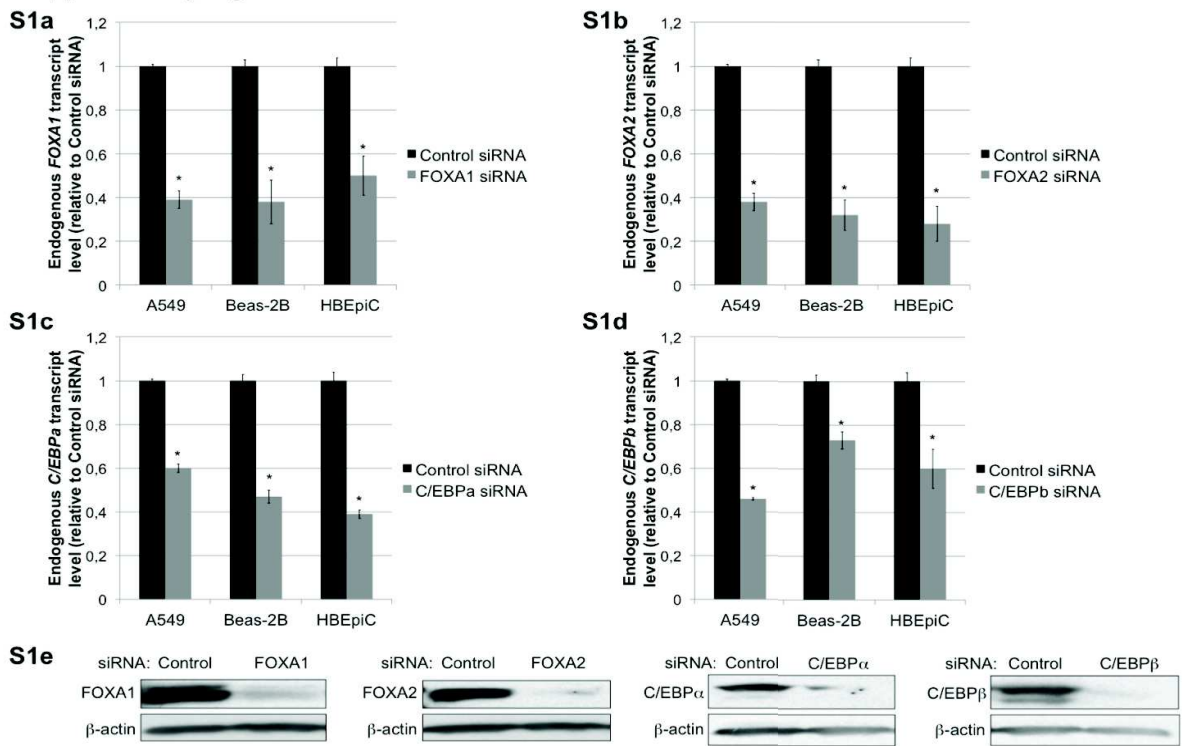 S1a
Endogenous FOXA1 transcript
level (relative to Control siRNA)
1,2
1
0,8
0,6
0,4
0,2
0
*
*
*
A549 Beas-2B HBEpiC
Control siRNA
FOXA1 siRNA
S1b
Endogenous FOXA2 transcript
level (relative to Control siRNA)
1,2
1
0,8
0,6
0,4
0,2
0
*
*
*
A549 Beas-2B HBEpiC
Control siRNA
FOXA2 siRNA
S1c
Endogenous C/EBPa transcript
level (relative to Control siRNA)
1,2
1
0,8
0,6
0,4
0,2
0
*
*
*
A549 Beas-2B HBEpiC
Control siRNA
C/EBPa siRNA
S1d
Endogenous C/EBPb transcript
level (relative to Control siRNA)
1,2
1
0,8
0,6
0,4
0,2
0
*
*
*
A549 Beas-2B HBEpiC
Control siRNA
C/EBPb siRNA
S1e
siRNA: Control FOXA1
FOXA1
β-actin
siRNA: Control FOXA2
FOXA2
β-actin
siRNA: Control C/EBPα
C/EBPα
β-actin
siRNA: Control C/EBPβ
C/EBPβ
β-actin